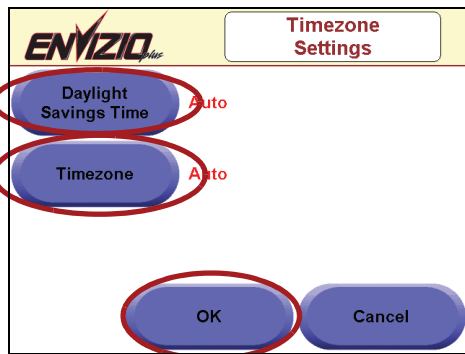 ENVIZIO plus
Timezone
Settings
Daylight
Savings Time
Auto
Timezone
Auto
OK
Cancel